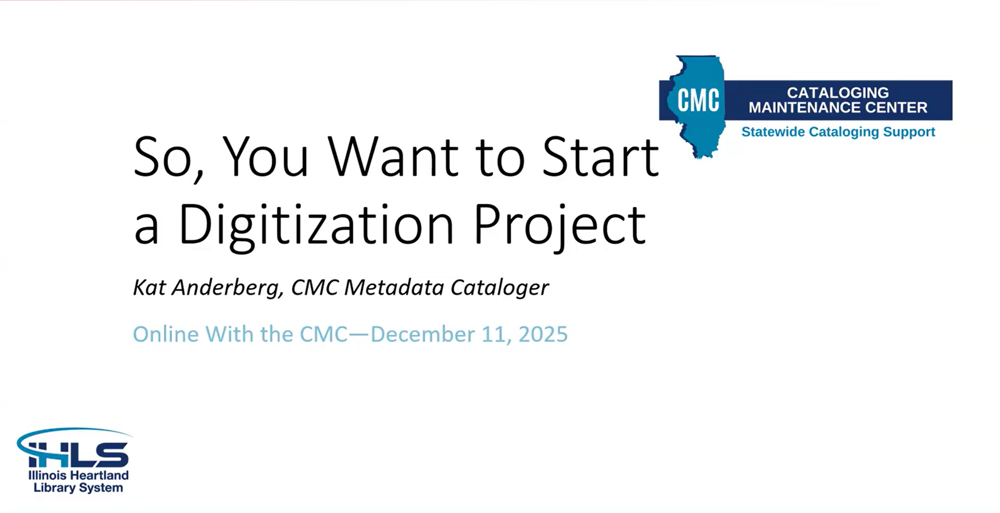 CMC
CATALOGING
MAINTENANCE CENTER
Statewide Cataloging Support
So, You Want to Start
a Digitization Project
Kat Anderberg, CMC Metadata Cataloger
Online With the CMC—December 11, 2025
IHLS
Illinois Heartland
Library System